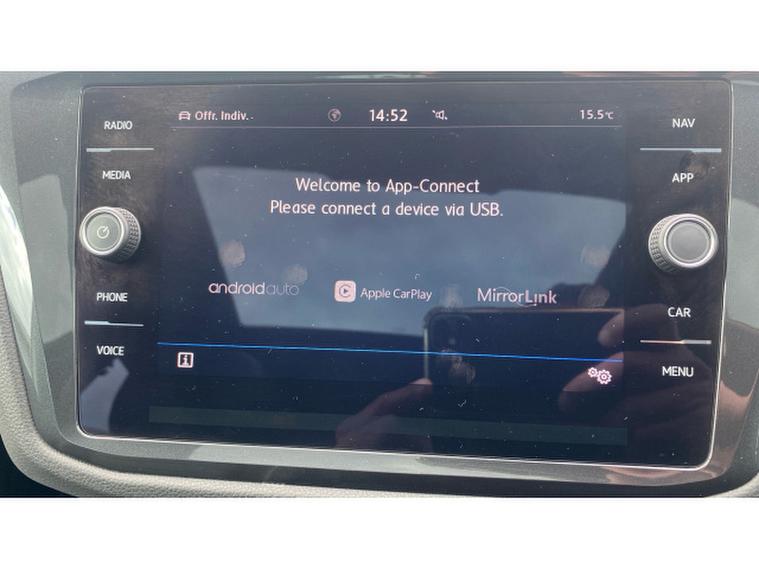 RADIO
MEDIA
PHONE
VOICE
Offr. Indiv. 14:52 15.5°C
Welcome to App-Connect
Please connect a device via USB.
androidauto Apple CarPlay MirrorLink
i
NAV
APP
CAR
MENU